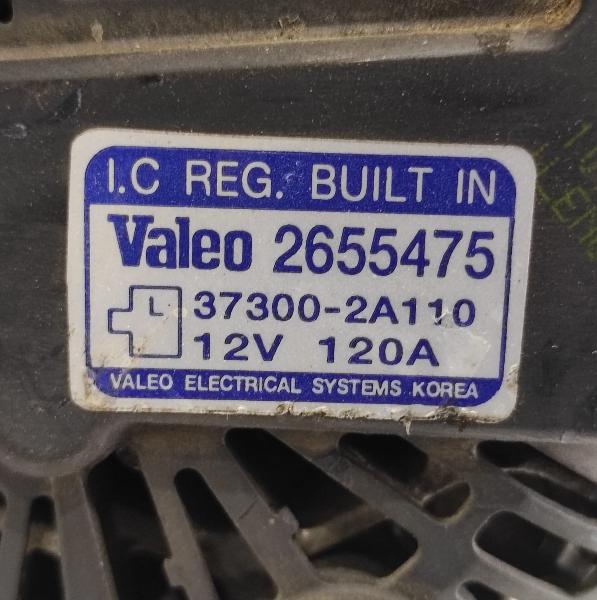 I.C REG. BUILT IN
Valeo 2655475
L 37300-2A110
12V 120A
VALEO ELECTRICAL SYSTEMS KOREA